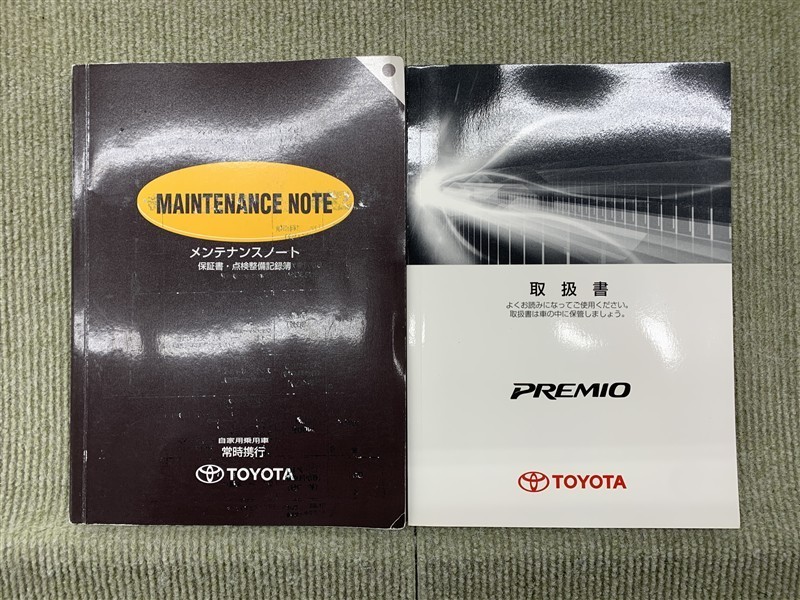 MAINTENANCE NOTE
メンテナンスノート
保証書・点検整備記録簿
自家用乗用車
常時携行
TOYOTA
取扱書
よくお読みになってご使用ください。
取扱書は車の中に保管しましょう。
PREMIO
TOYOTA